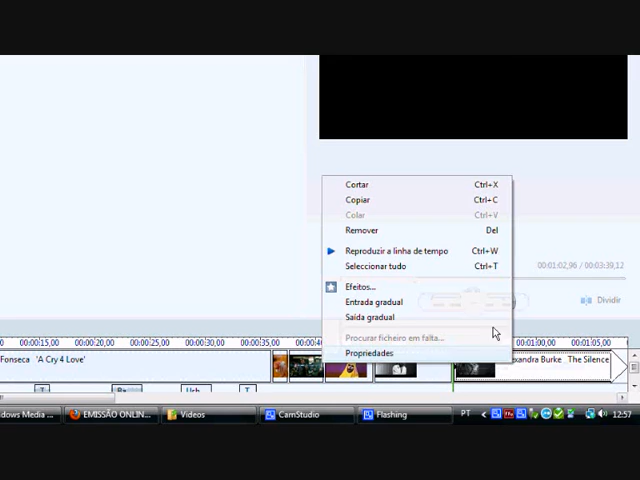 Cortar Ctrl+X
Copiar Ctrl+C
Colar Ctrl+V
Remover Del
Reproduzir a linha de tempo Ctrl+W
Seleccionar tudo Ctrl+T
00:01:02,96 / 00:03:39,12
Efeitos...
Entrada gradual
Dividir
Saída gradual
Procurar ficheiro em falta...
00:00:15,00 00:00:20,00 00:00:25,00 00:00:30,00 00:00:35,00 00:01:00,00 00:01:05,00
Propriedades
Fonseca 'A Cry 4 Love' exandra Burke The Silence
T T
dows Media ... EMISSÃO ONLIN... Videos CamStudio Flashing PT 12:57